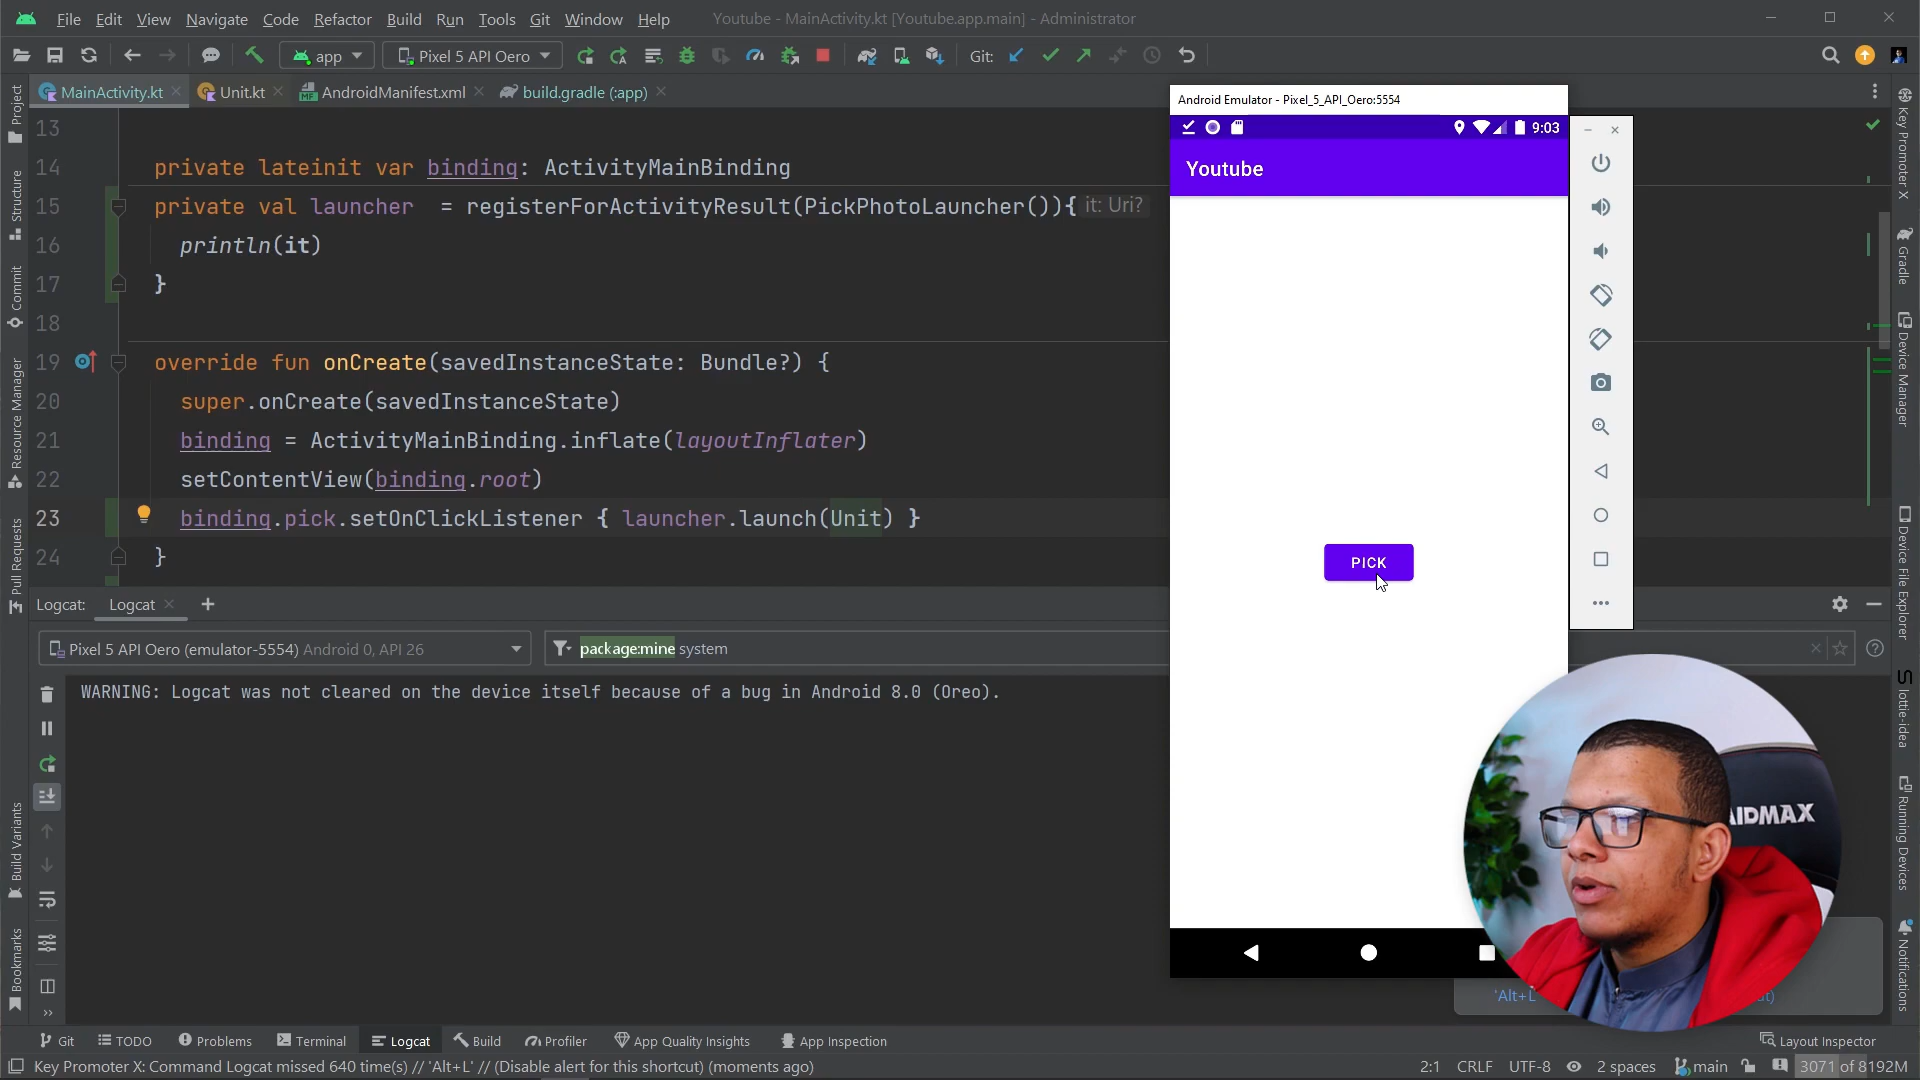 File Edit View Navigate Code Refactor Build Run Tools Git Window Help Youtube - MainActivity.kt [Youtube.app.main] - Administrator
app Pixel 5 API Oero Git:
MainActivity.kt Unit.kt AndroidManifest.xml build.gradle (:app)
13
14 private lateinit var binding: ActivityMainBinding
15 private val launcher = registerForActivityResult(PickPhotoLauncher()){ it: Uri?
16 println(it)
17 }
18
19 override fun onCreate(savedInstanceState: Bundle?) {
20 super.onCreate(savedInstanceState)
21 binding = ActivityMainBinding.inflate(layoutInflater)
22 setContentView(binding.root)
23 binding.pick.setOnClickListener { launcher.launch(Unit) }
24 }
Project
Structure
Commit
Resource Manager
Pull Requests
Build Variants
Bookmarks
Android Emulator - Pixel_5_API_Oero:5554
9:03
Youtube
PICK
Key Promoter X
Gradle
Device Manager
Device File Explorer
lottie-idea
Running Devices
Notifications
Logcat: Logcat
Pixel 5 API Oero (emulator-5554) Android 0, API 26 package:mine system
WARNING: Logcat was not cleared on the device itself because of a bug in Android 8.0 (Oreo).
AIDMAX
'Alt+L'
Git TODO Problems Terminal Logcat Build Profiler App Quality Insights App Inspection Layout Inspector
Key Promoter X: Command Logcat missed 640 time(s) // 'Alt+L' // (Disable alert for this shortcut) (moments ago) 2:1 CRLF UTF-8 2 spaces main 3071 of 8192M